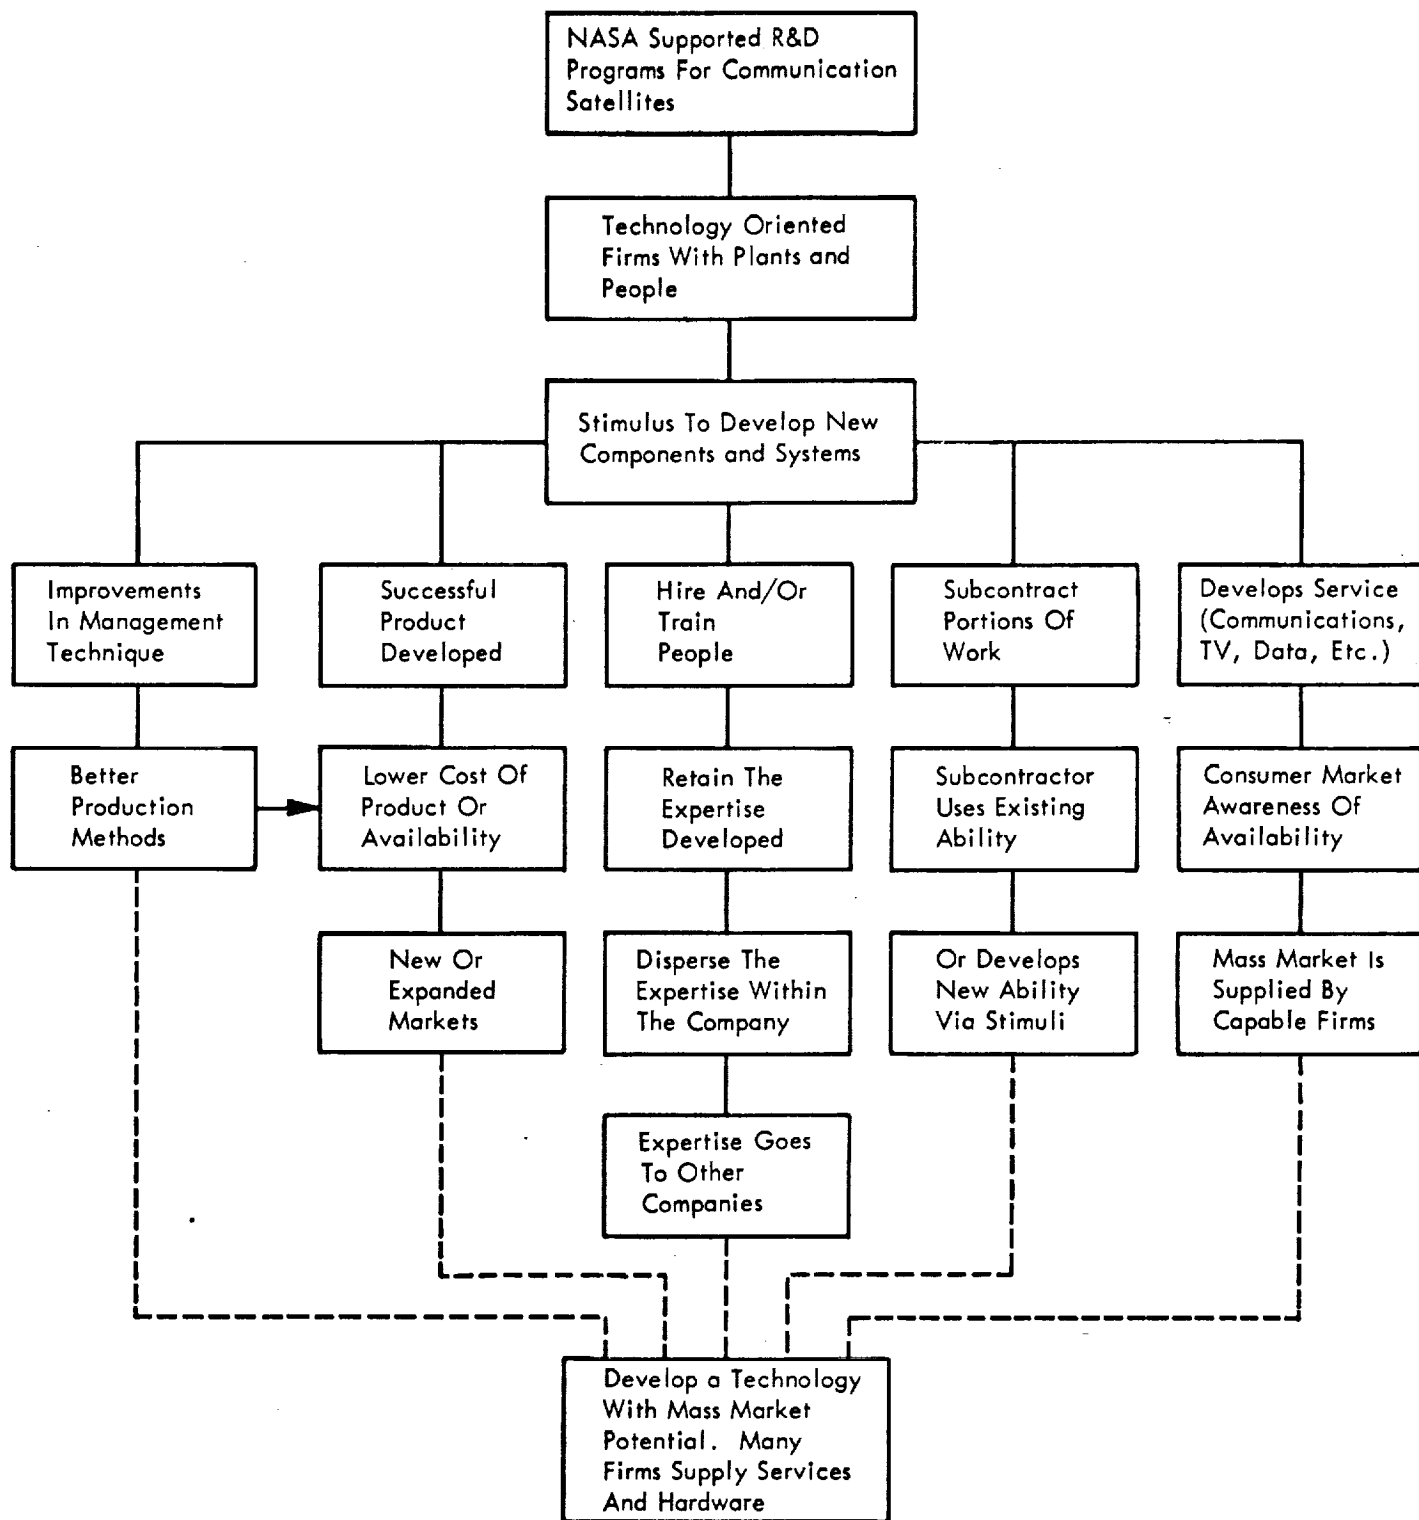 NASA Supported R&D
Programs For Communication
Satellites
Technology Oriented
Firms With Plants and
People
Stimulus To Develop New
Components and Systems
Improvements
In Management
Technique
Successful
Product
Developed
Hire And/Or
Train
People
Subcontract
Portions Of
Work
Develops Service
(Communications,
TV, Data, Etc.)
Better
Production
Methods
Lower Cost Of
Product Or
Availability
Retain The
Expertise
Developed
Subcontractor
Uses Existing
Ability
Consumer Market
Awareness Of
Availability
New Or
Expanded
Markets
Disperse The
Expertise Within
The Company
Or Develops
New Ability
Via Stimuli
Mass Market Is
Supplied By
Capable Firms
Expertise Goes
To Other
Companies
Develop a Technology
With Mass Market
Potential. Many
Firms Supply Services
And Hardware